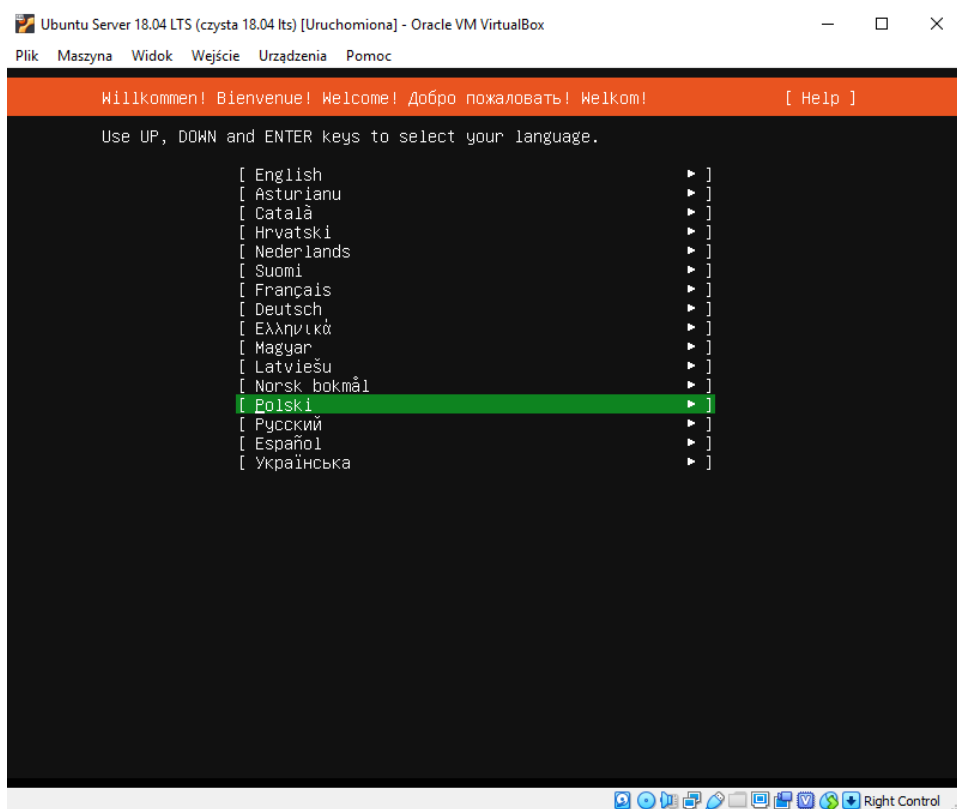 Ubuntu Server 18.04 LTS (czysta 18.04 lts) [Uruchomiona] - Oracle VM VirtualBox
Plik Maszyna Widok Wejście Urządzenia Pomoc
Willkommen! Bienvenue! Welcome! Добро пожаловать! Welkom! [ Help ]
Use UP, DOWN and ENTER keys to select your language.
[ English ► ]
[ Asturianu ► ]
[ Català ► ]
[ Hrvatski ► ]
[ Nederlands ► ]
[ Suomi ► ]
[ Français ► ]
[ Deutsch ► ]
[ Ελληνικά ► ]
[ Magyar ► ]
[ Latviešu ► ]
[ Norsk bokmål ► ]
[ Polski ► ]
[ Русский ► ]
[ Español ► ]
[ Українська ► ]
Right Control